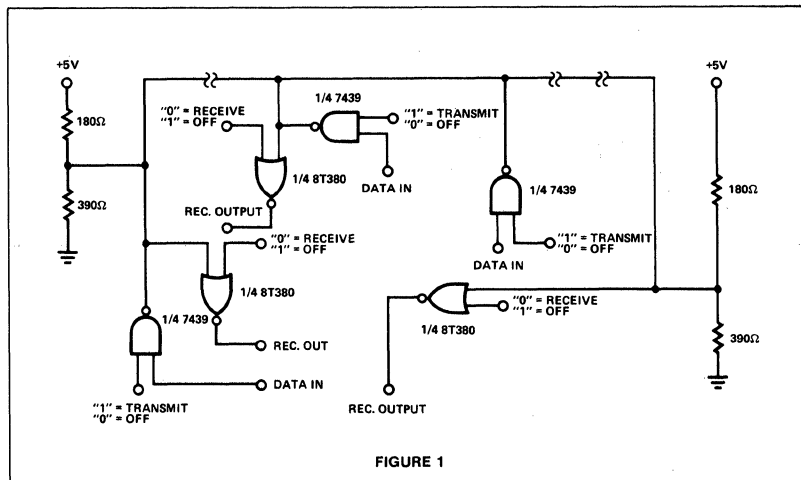 +5V
180Ω
390Ω
"0" = RECEIVE
"1" = OFF
1/4 7439
"1" = TRANSMIT
"0" = OFF
DATA IN
1/4 8T380
REC. OUTPUT
"0" = RECEIVE
"1" = OFF
1/4 8T380
1/4 7439
REC. OUT
DATA IN
"1" = TRANSMIT
"0" = OFF
1/4 7439
"1" = TRANSMIT
"0" = OFF
DATA IN
"0" = RECEIVE
"1" = OFF
1/4 8T380
REC. OUTPUT
+5V
180Ω
390Ω
FIGURE 1